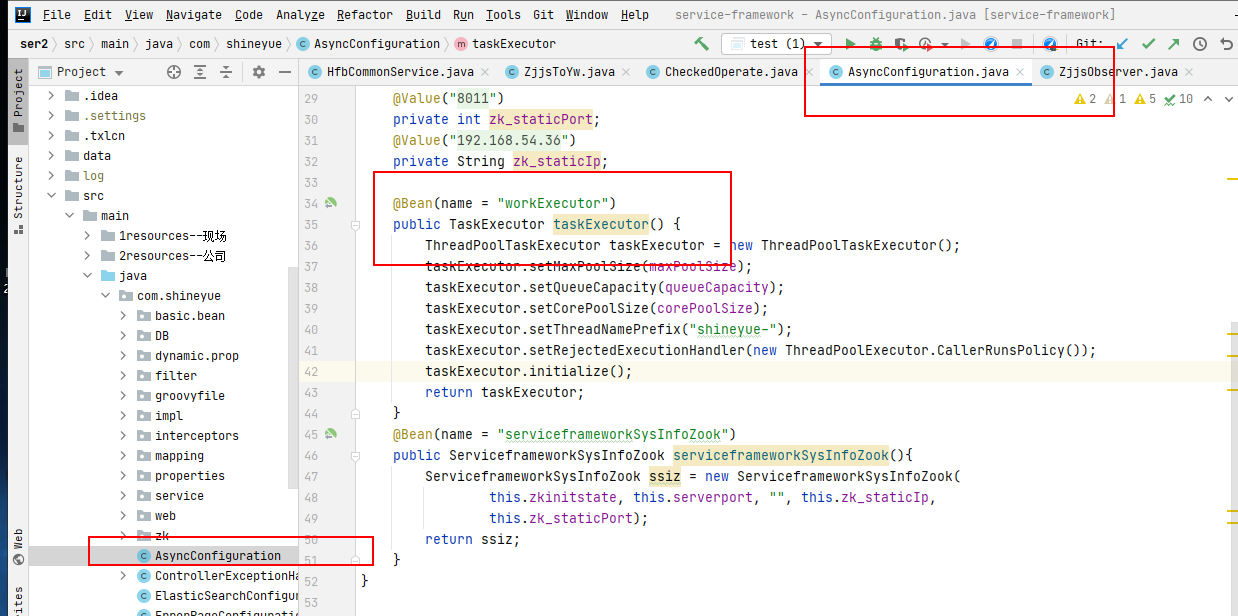 File Edit View Navigate Code Analyze Refactor Build Run Tools Git Window Help service-framework - AsyncConfiguration.java [service-framework]
ser2 src main java com shineyue AsyncConfiguration taskExecutor test (1) Git:
Project HfbCommonService.java ZjjsToYw.java CheckedOperate.java AsyncConfiguration.java ZjjsObserver.java
2 1 5 10
Project
Structure
Web
.idea
.settings
.txlcn
data
log
src
main
1resources--现场
2resources--公司
java
com.shineyue
basic.bean
DB
dynamic.prop
filter
groovyfile
impl
interceptors
mapping
properties
service
web
zk
AsyncConfiguration
ControllerExceptionHa
ElasticSearchConfigur
29 @Value("8011")
30 private int zk_staticPort;
31 @Value("192.168.54.36")
32 private String zk_staticIp;
33
34 @Bean(name = "workExecutor")
35 public TaskExecutor taskExecutor() {
36 ThreadPoolTaskExecutor taskExecutor = new ThreadPoolTaskExecutor();
37 taskExecutor.setMaxPoolSize(maxPoolSize);
38 taskExecutor.setQueueCapacity(queueCapacity);
39 taskExecutor.setCorePoolSize(corePoolSize);
40 taskExecutor.setThreadNamePrefix("shineyue-");
41 taskExecutor.setRejectedExecutionHandler(new ThreadPoolExecutor.CallerRunsPolicy());
42 taskExecutor.initialize();
43 return taskExecutor;
44 }
45 @Bean(name = "serviceframeworkSysInfoZook")
46 public ServiceframeworkSysInfoZook serviceframeworkSysInfoZook(){
47 ServiceframeworkSysInfoZook ssiz = new ServiceframeworkSysInfoZook(
48 this.zkinitstate, this.serverport, "", this.zk_staticIp,
49 this.zk_staticPort);
50 return ssiz;
51 }
52 }
53